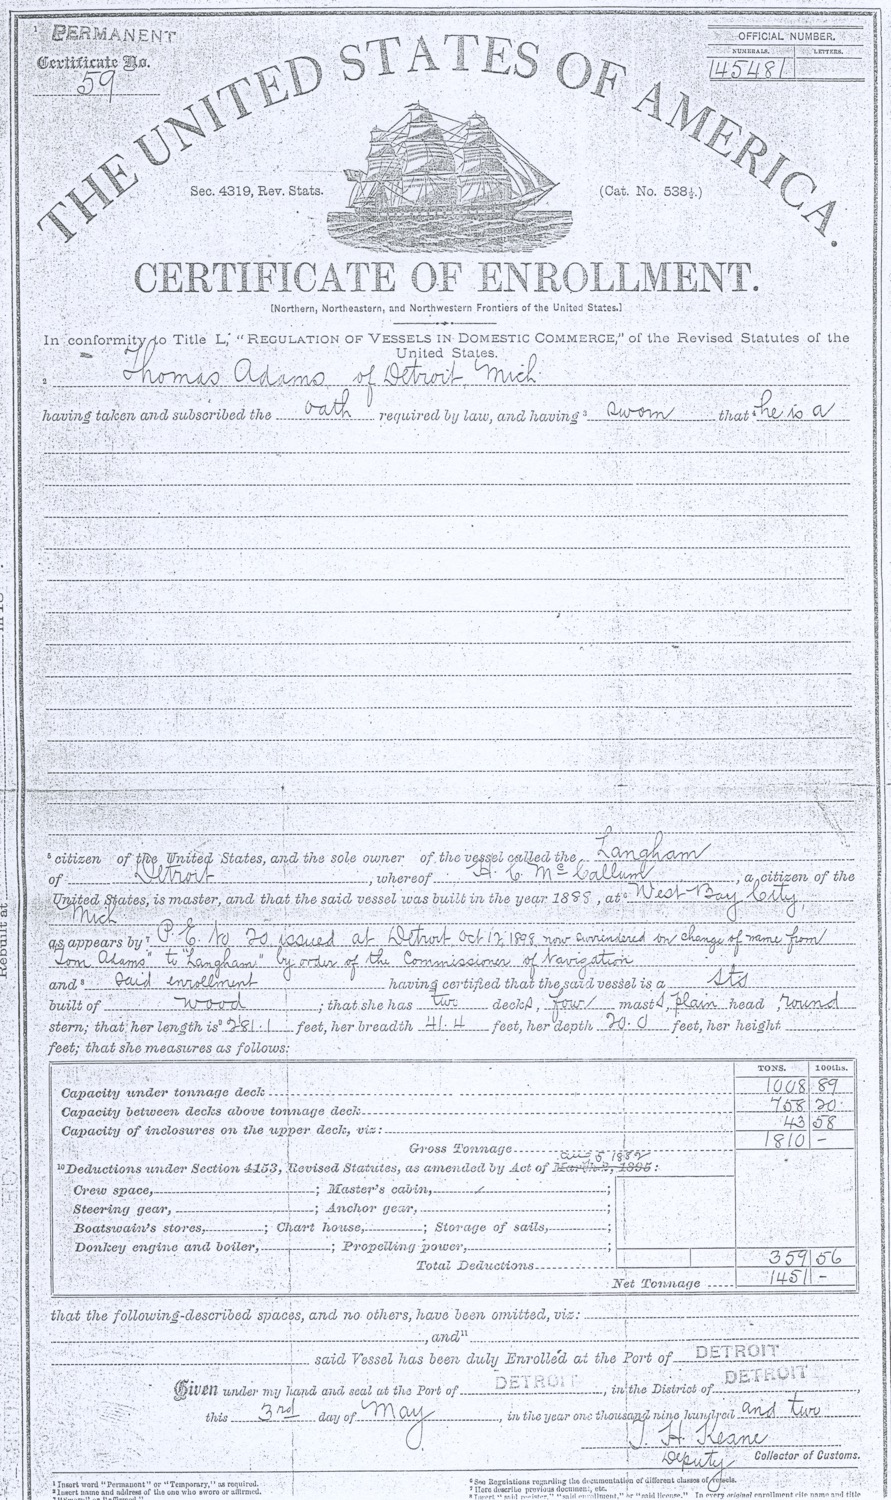 ¹ PERMANENT
Certificate No.
59
OFFICIAL NUMBER.
NUMERALS. LETTERS.
145481
THE UNITED STATES OF AMERICA.
Sec. 4319, Rev. Stats. (Cat. No. 538½.)
CERTIFICATE OF ENROLLMENT.
[Northern, Northeastern, and Northwestern Frontiers of the United States.]
In conformity to Title L, "REGULATION OF VESSELS IN DOMESTIC COMMERCE," of the Revised Statutes of the
United States.
² Thomas Adams of Detroit, Mich.
having taken and subscribed the oath required by law, and having ³ sworn that ⁴ he is a
⁵ citizen of the United States, and the sole owner of the vessel called the Langham
of Detroit, whereof H. C. McCallum, a citizen of the
United States, is master, and that the said vessel was built in the year 1888, at ⁶ West Bay City,
Mich
as appears by ⁷ P. E. No 20 issued at Detroit Oct 12, 1898 now surrendered on change of name from
"Tom Adams" to "Langham" by order of the Commissioner of Navigation
and ⁸ Said enrollment having certified that the said vessel is a Sts
built of wood; that she has two decks, four masts, plain head, round
stern; that her length is ⁹ 281.1 feet, her breadth 41.4 feet, her depth 20.0 feet, her height
feet; that she measures as follows:
TONS. 100ths.
Capacity under tonnage deck 1008 89
Capacity between decks above tonnage deck 758 20
Capacity of inclosures on the upper deck, viz: 43 58
Gross Tonnage 1810 –
Aug 5 1882
¹⁰ Deductions under Section 4153, Revised Statutes, as amended by Act of March 2, 1895:
Crew space, ; Master's cabin, ;
Steering gear, ; Anchor gear, ;
Boatswain's stores, ; Chart house, ; Storage of sails, ;
Donkey engine and boiler, ; Propelling power, ;
Total Deductions 359 56
Net Tonnage 1451 –
that the following-described spaces, and no others, have been omitted, viz:
, and ¹¹
said Vessel has been duly Enrolled at the Port of DETROIT
Given under my hand and seal at the Port of DETROIT, in the District of DETROIT,
this 3rd day of May, in the year one thousand nine hundred and two
J. H. Keane
Deputy Collector of Customs.
Rebuilt at
in 18
¹ Insert word "Permanent" or "Temporary," as required.
² Insert name and address of the one who swore or affirmed.
⁶ See Regulations regarding the documentation of different classes of vessels.
⁷ Here describe previous document, etc.
⁸ Insert "said register," "said enrollment," or "said license." In every original enrollment cite name and title